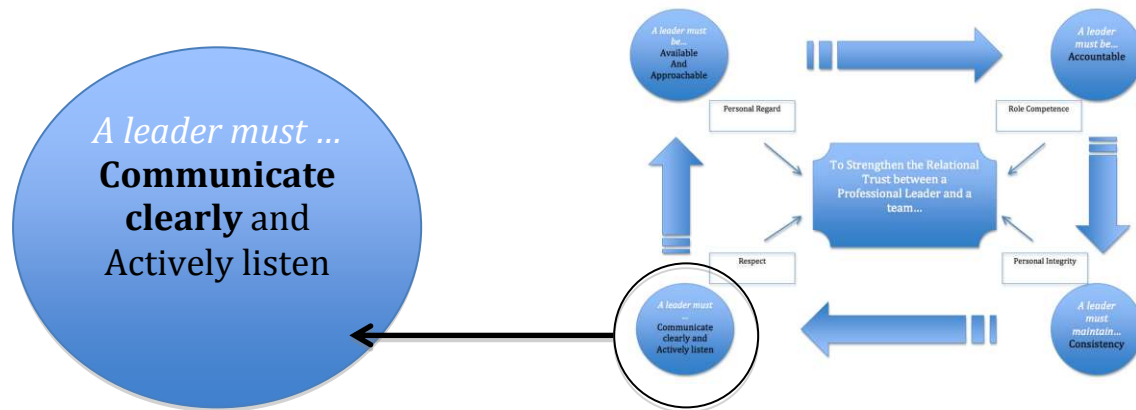 A leader must ...
Communicate
clearly and
Actively listen
A leader must
be...
Available
And
Approachable
A leader
must be...
Accountable
Personal Regard
Role Competence
To Strengthen the Relational
Trust between a
Professional Leader and a
team...
Respect
Personal Integrity
A leader must
...
Communicate
clearly and
Actively listen
A leader
must
maintain...
Consistency